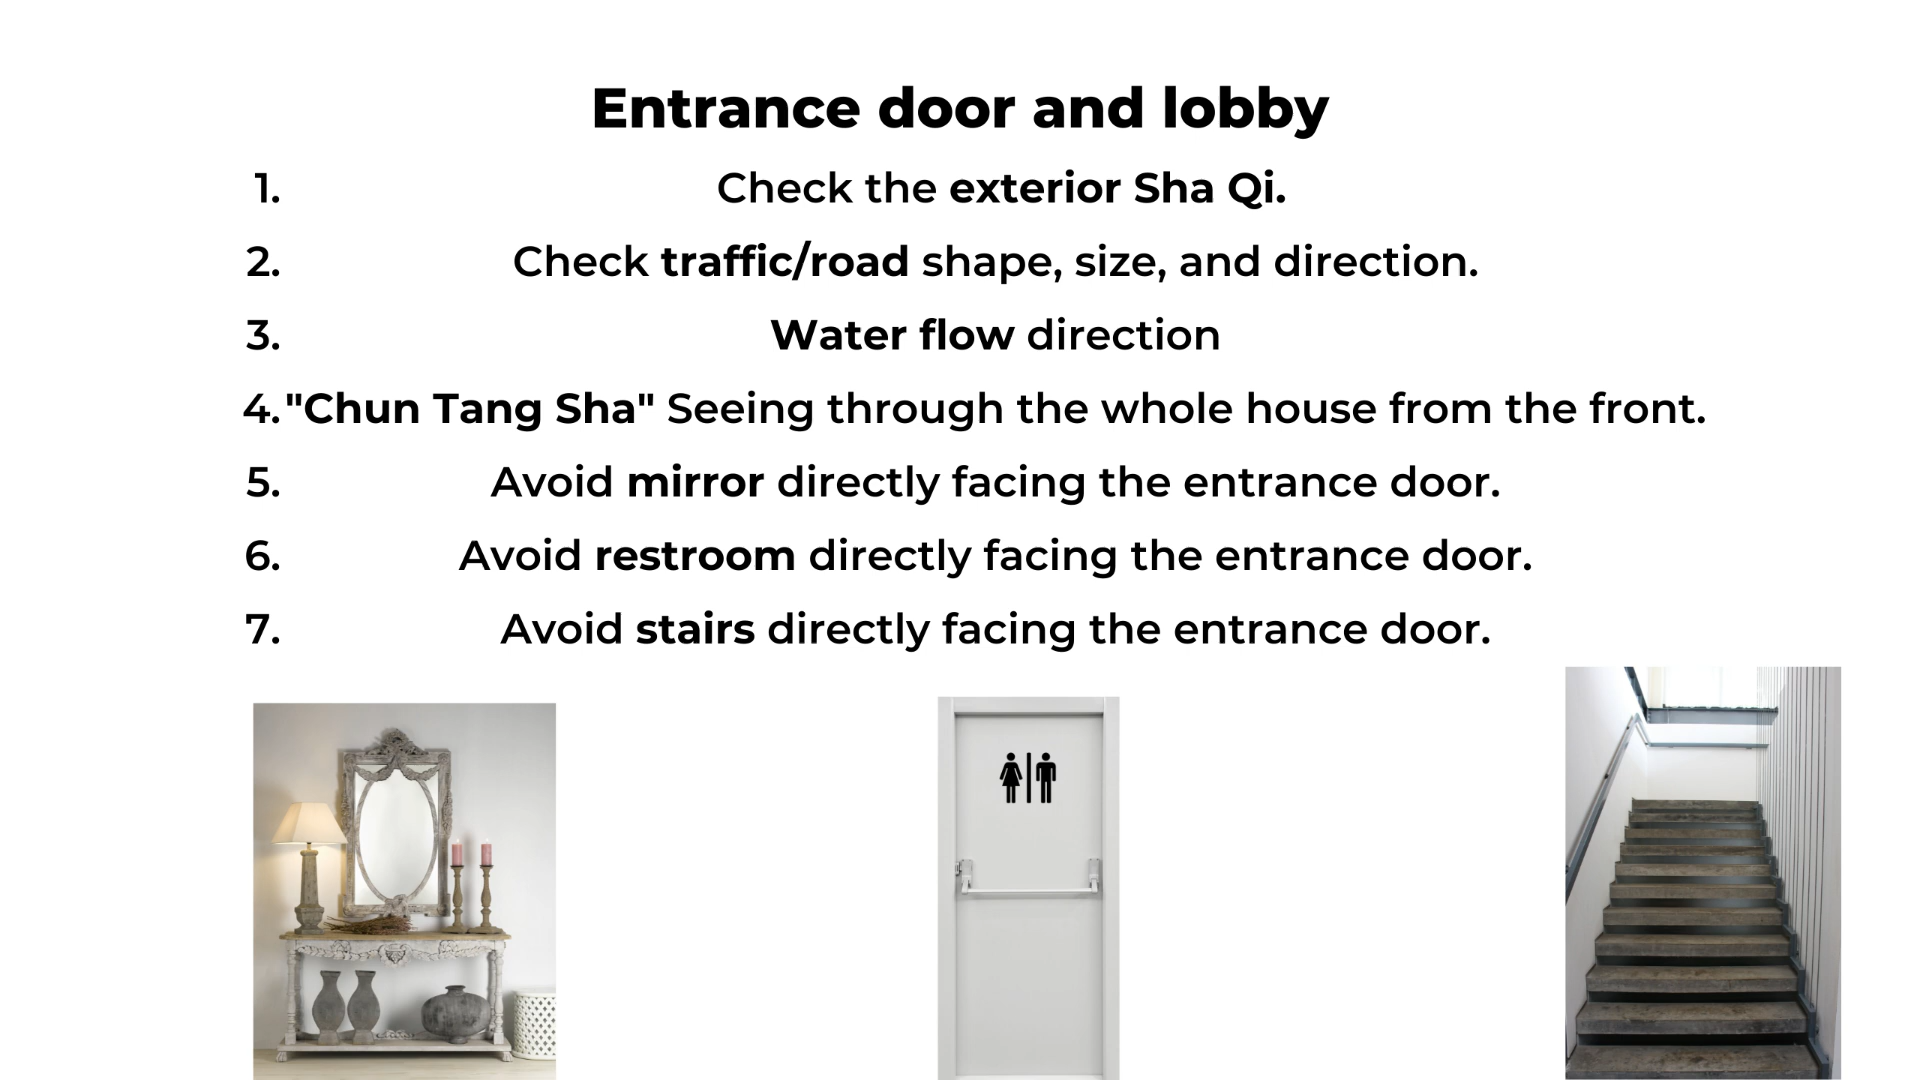 Entrance door and lobby
1. Check the exterior Sha Qi.
2. Check traffic/road shape, size, and direction.
3. Water flow direction
4. "Chun Tang Sha" Seeing through the whole house from the front.
5. Avoid mirror directly facing the entrance door.
6. Avoid restroom directly facing the entrance door.
7. Avoid stairs directly facing the entrance door.